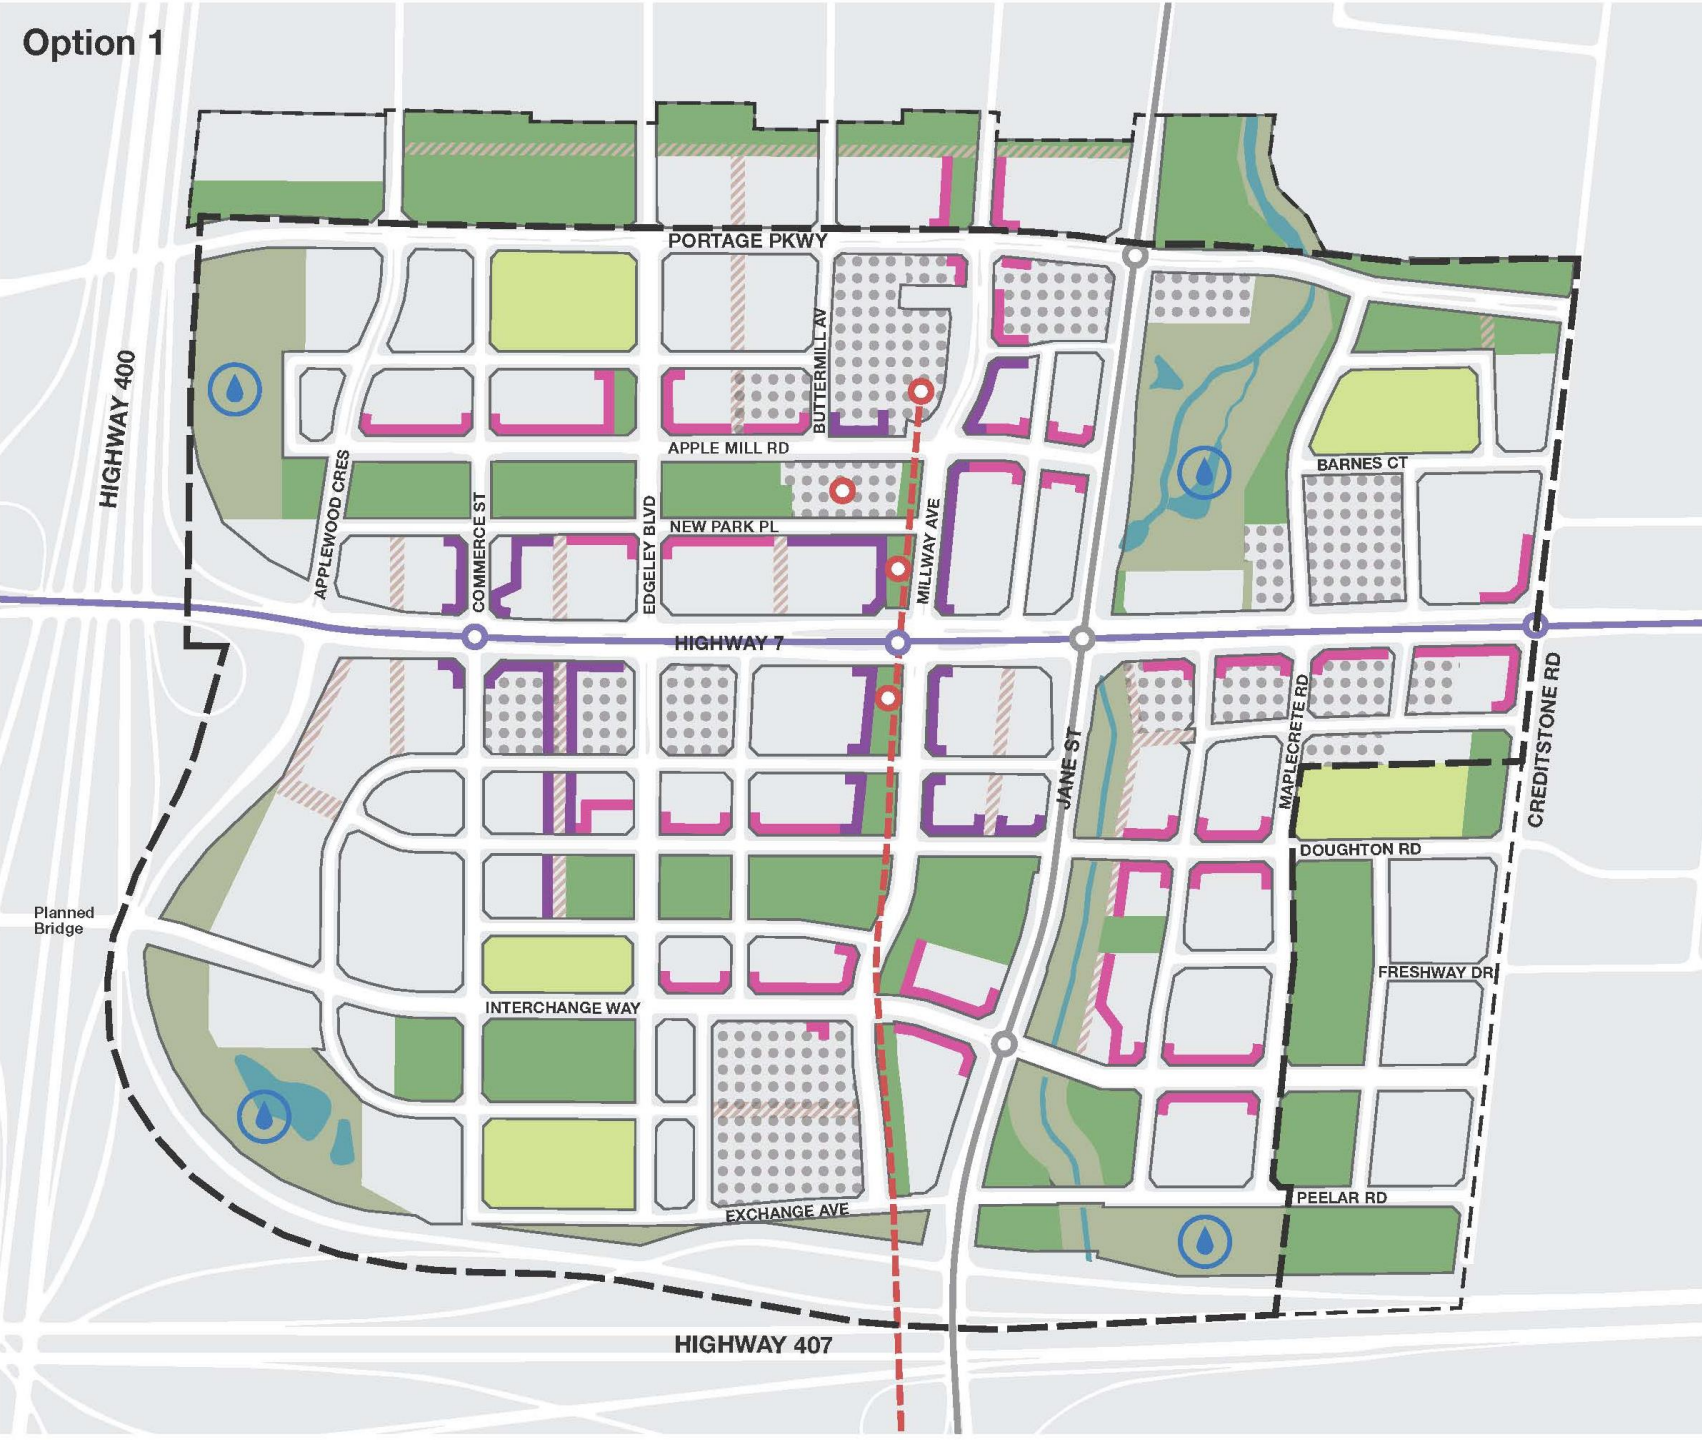 Option 1
PORTAGE PKWY
BUTTERMILL AV
HIGHWAY 400
APPLE MILL RD
BARNES CT
APPLEWOOD CRES
COMMERCE ST
EDGELEY BLVD
NEW PARK PL
MILLWAY AVE
HIGHWAY 7
JANE ST
MAPLECRETE RD
CREDITSTONE RD
DOUGHTON RD
Planned
Bridge
FRESHWAY DR
INTERCHANGE WAY
PEELAR RD
EXCHANGE AVE
HIGHWAY 407